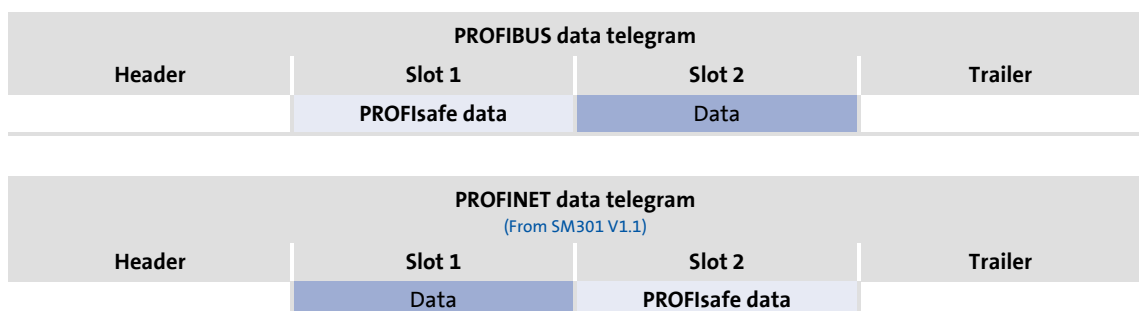 PROFIBUS data telegram
Header Slot 1 Slot 2 Trailer
PROFIsafe data Data
PROFINET data telegram
(From SM301 V1.1)
Header Slot 1 Slot 2 Trailer
Data PROFIsafe data